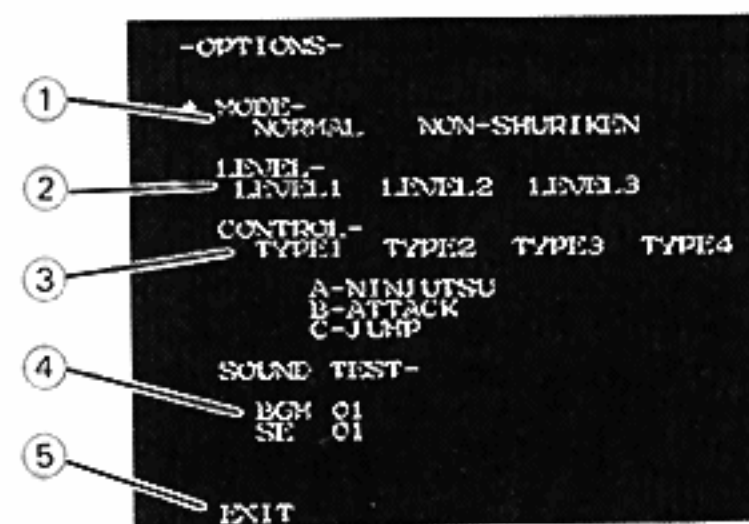 -OPTIONS-
① MODE-
NORMAL NON-SHURIKEN
LEVEL-
② LEVEL1 LEVEL2 LEVEL3
CONTROL-
③ TYPE1 TYPE2 TYPE3 TYPE4
A-NINJUTSU
B-ATTACK
C-JUMP
SOUND TEST-
④ BGM 01
SE 01
⑤ EXIT